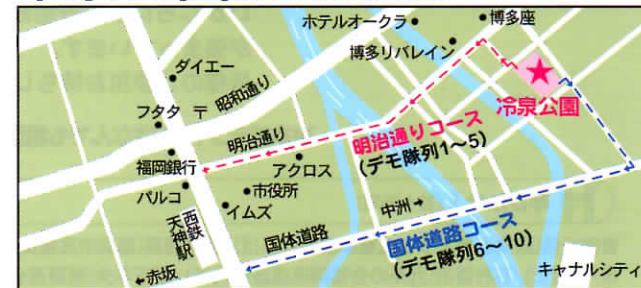 ホテルオークラ
博多座
博多リバレイン
ダイエー
昭和通り
冷泉公園
フタタ 〒
明治通り
明治通りコース
(デモ隊列1〜5)
福岡銀行
アクロス
パルコ
市役所
イムズ
中洲→
西鉄
天神駅
国体道路
国体道路コース
(デモ隊列6〜10)
←赤坂
キャナルシティ